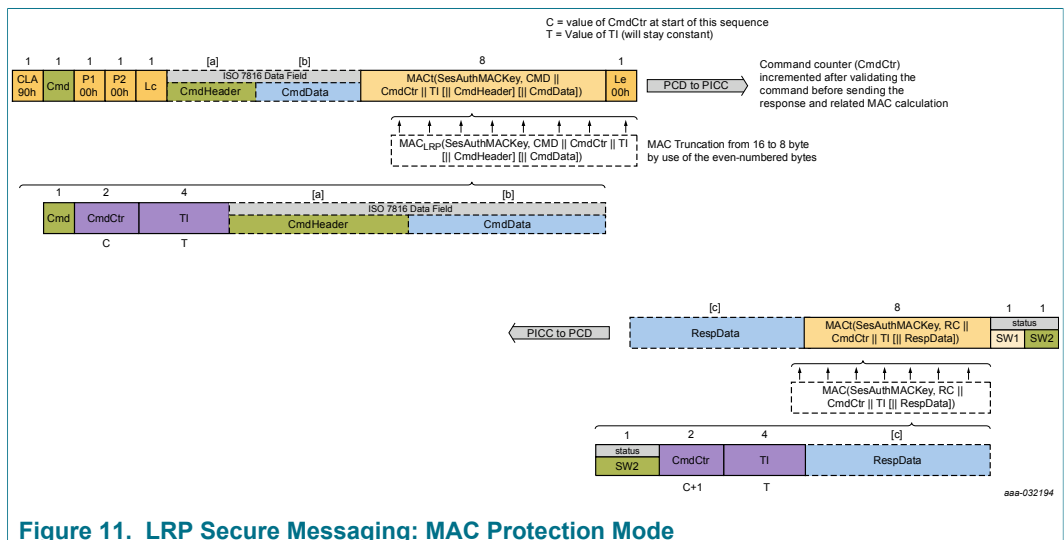 C = value of CmdCtr at start of this sequence
T = Value of TI (will stay constant)
1 1 1 1 1 [a] [b] 8 1
CLA 90h
Cmd
P1 00h
P2 00h
Lc
ISO 7816 Data Field
CmdHeader
CmdData
MACt(SesAuthMACKey, CMD ||
CmdCtr || TI [|| CmdHeader] [|| CmdData])
Le 00h
PCD to PICC
Command counter (CmdCtr)
incremented after validating the
command before sending the
response and related MAC calculation
MACLRP(SesAuthMACKey, CMD || CmdCtr || TI
[|| CmdHeader] [|| CmdData])
MAC Truncation from 16 to 8 byte
by use of the even-numbered bytes
1 2 4 [a] [b]
Cmd
CmdCtr
TI
ISO 7816 Data Field
CmdHeader
CmdData
C T
[c] 8 1 1
PICC to PCD
RespData
MACt(SesAuthMACKey, RC ||
CmdCtr || TI [|| RespData])
status
SW1 SW2
MAC(SesAuthMACKey, RC ||
CmdCtr || TI [|| RespData])
1 2 4 [c]
status
SW2
CmdCtr
TI
RespData
C+1 T
aaa-032194
Figure 11. LRP Secure Messaging: MAC Protection Mode